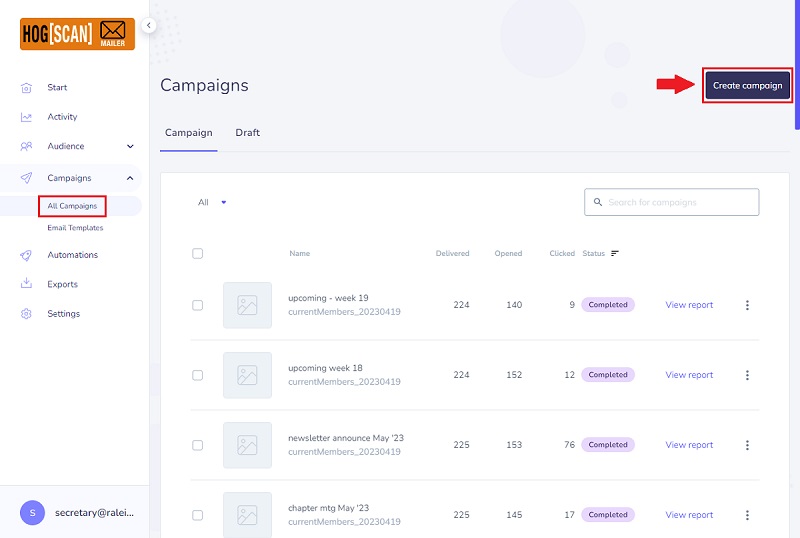 HOG[SCAN]
MAILER
Start
Activity
Audience
Campaigns
All Campaigns
Email Templates
Automations
Exports
Settings
S secretary@ralei...
Campaigns
Create campaign
Campaign Draft
All Search for campaigns
Name Delivered Opened Clicked Status
upcoming - week 19
currentMembers_20230419
224 140 9 Completed View report
upcoming week 18
currentMembers_20230419
224 152 12 Completed View report
newsletter announce May '23
currentMembers_20230419
225 153 76 Completed View report
chapter mtg May '23
currentMembers_20230419
225 145 17 Completed View report